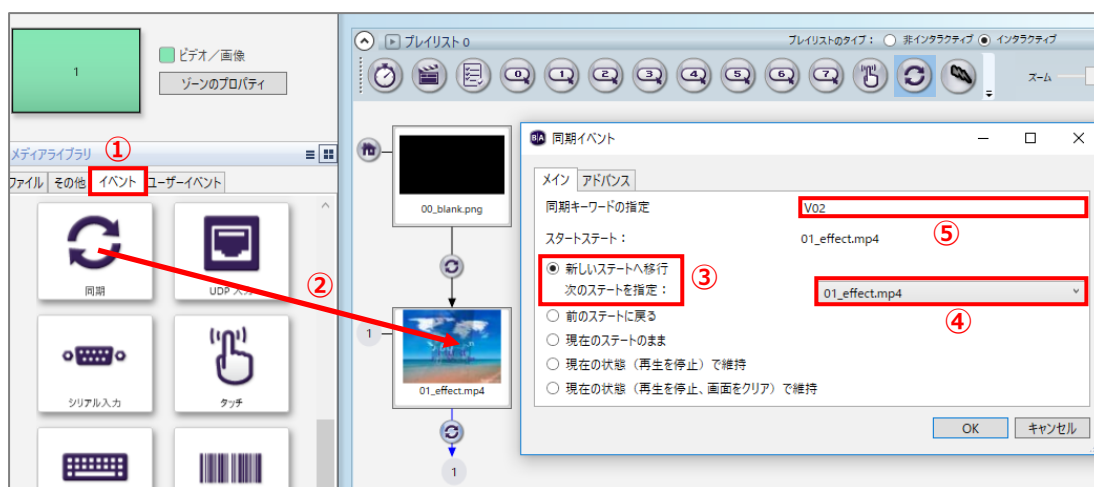 1
ビデオ/画像
ゾーンのプロパティ
メディアライブラリ
①
ファイル その他 イベント ユーザーイベント
同期
UDP 入力
②
シリアル入力
タッチ
プレイリスト 0
プレイリストのタイプ: 非インタラクティブ インタラクティブ
0 1 2 3 4 5 6 7
ズーム
00_blank.png
1
01_effect.mp4
1
BA 同期イベント
メイン アドバンス
同期キーワードの指定
V02
⑤
スタートステート:
01_effect.mp4
新しいステートへ移行
次のステートを指定:
③
01_effect.mp4
④
前のステートに戻る
現在のステートのまま
現在の状態(再生を停止)で維持
現在の状態(再生を停止、画面をクリア)で維持
OK
キャンセル